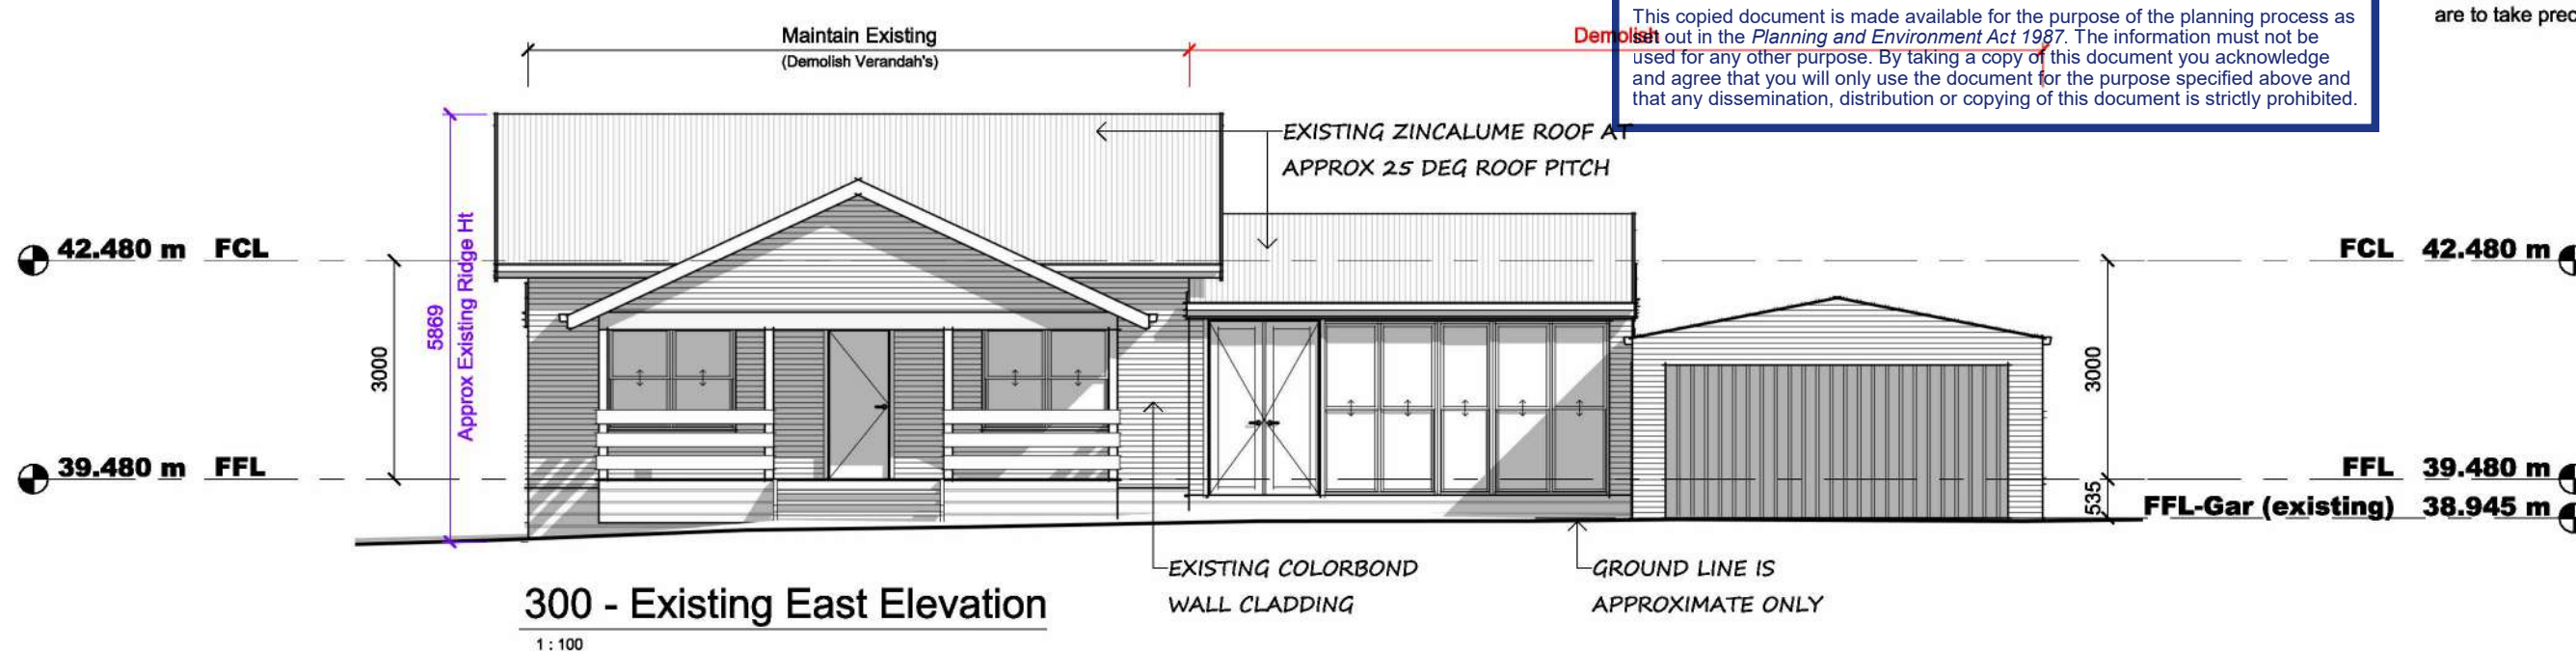 This copied document is made available for the purpose of the planning process as
set out in the Planning and Environment Act 1987. The information must not be
used for any other purpose. By taking a copy of this document you acknowledge
and agree that you will only use the document for the purpose specified above and
that any dissemination, distribution or copying of this document is strictly prohibited.
are to take prec
Maintain Existing
(Demolish Verandah's)
Demolish
EXISTING ZINCALUME ROOF AT
APPROX 25 DEG ROOF PITCH
42.480 m FCL
FCL 42.480 m
3000
5869
Approx Existing Ridge Ht
3000
39.480 m FFL
FFL 39.480 m
535
FFL-Gar (existing) 38.945 m
EXISTING COLORBOND
WALL CLADDING
GROUND LINE IS
APPROXIMATE ONLY
300 - Existing East Elevation
1 : 100